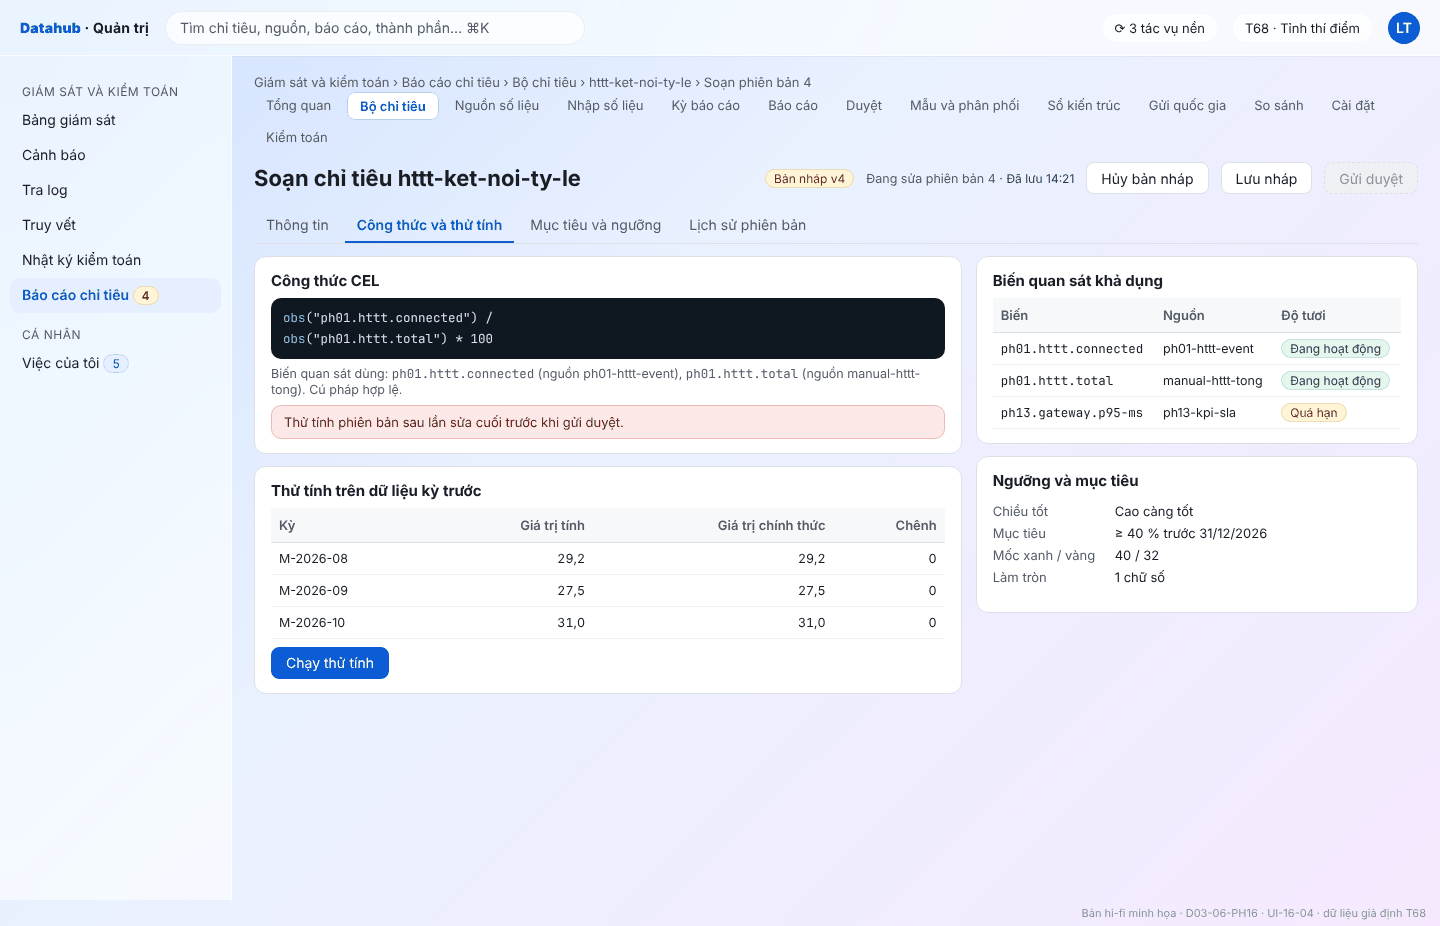 Datahub · Quản trị
Tìm chỉ tiêu, nguồn, báo cáo, thành phần... ⌘K
⟳ 3 tác vụ nền
T68 · Tỉnh thí điểm
LT
GIÁM SÁT VÀ KIỂM TOÁN
Bảng giám sát
Cảnh báo
Tra log
Truy vết
Nhật ký kiểm toán
Báo cáo chỉ tiêu 4
CÁ NHÂN
Việc của tôi 5
Giám sát và kiểm toán › Báo cáo chỉ tiêu › Bộ chỉ tiêu › httt-ket-noi-ty-le › Soạn phiên bản 4
Tổng quan Bộ chỉ tiêu Nguồn số liệu Nhập số liệu Kỳ báo cáo Báo cáo Duyệt Mẫu và phân phối Sổ kiến trúc Gửi quốc gia So sánh Cài đặt
Kiểm toán
Soạn chỉ tiêu httt-ket-noi-ty-le
Bản nháp v4 Đang sửa phiên bản 4 · Đã lưu 14:21 Hủy bản nháp Lưu nháp Gửi duyệt
Thông tin Công thức và thử tính Mục tiêu và ngưỡng Lịch sử phiên bản
Công thức CEL
obs("ph01.httt.connected") /
obs("ph01.httt.total") * 100
Biến quan sát dùng: ph01.httt.connected (nguồn ph01-httt-event), ph01.httt.total (nguồn manual-httt-
tong). Cú pháp hợp lệ.
Thử tính phiên bản sau lần sửa cuối trước khi gửi duyệt.
Thử tính trên dữ liệu kỳ trước
Kỳ Giá trị tính Giá trị chính thức Chênh
M-2026-08 29,2 29,2 0
M-2026-09 27,5 27,5 0
M-2026-10 31,0 31,0 0
Chạy thử tính
Biến quan sát khả dụng
Biến Nguồn Độ tươi
ph01.httt.connected ph01-httt-event Đang hoạt động
ph01.httt.total manual-httt-tong Đang hoạt động
ph13.gateway.p95-ms ph13-kpi-sla Quá hạn
Ngưỡng và mục tiêu
Chiều tốt Cao càng tốt
Mục tiêu ≥ 40 % trước 31/12/2026
Mốc xanh / vàng 40 / 32
Làm tròn 1 chữ số
Bản hi-fi minh họa · D03-06-PH16 · UI-16-04 · dữ liệu giả định T68